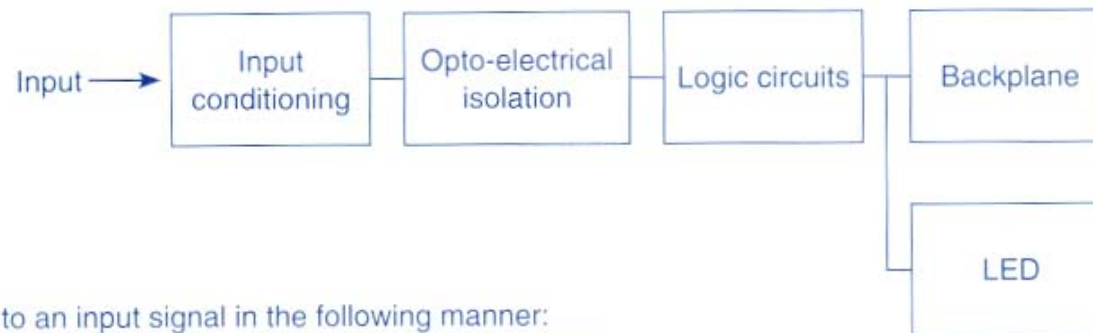 Input
Input
conditioning
Opto-electrical
isolation
Logic circuits
Backplane
LED
to an input signal in the following manner: